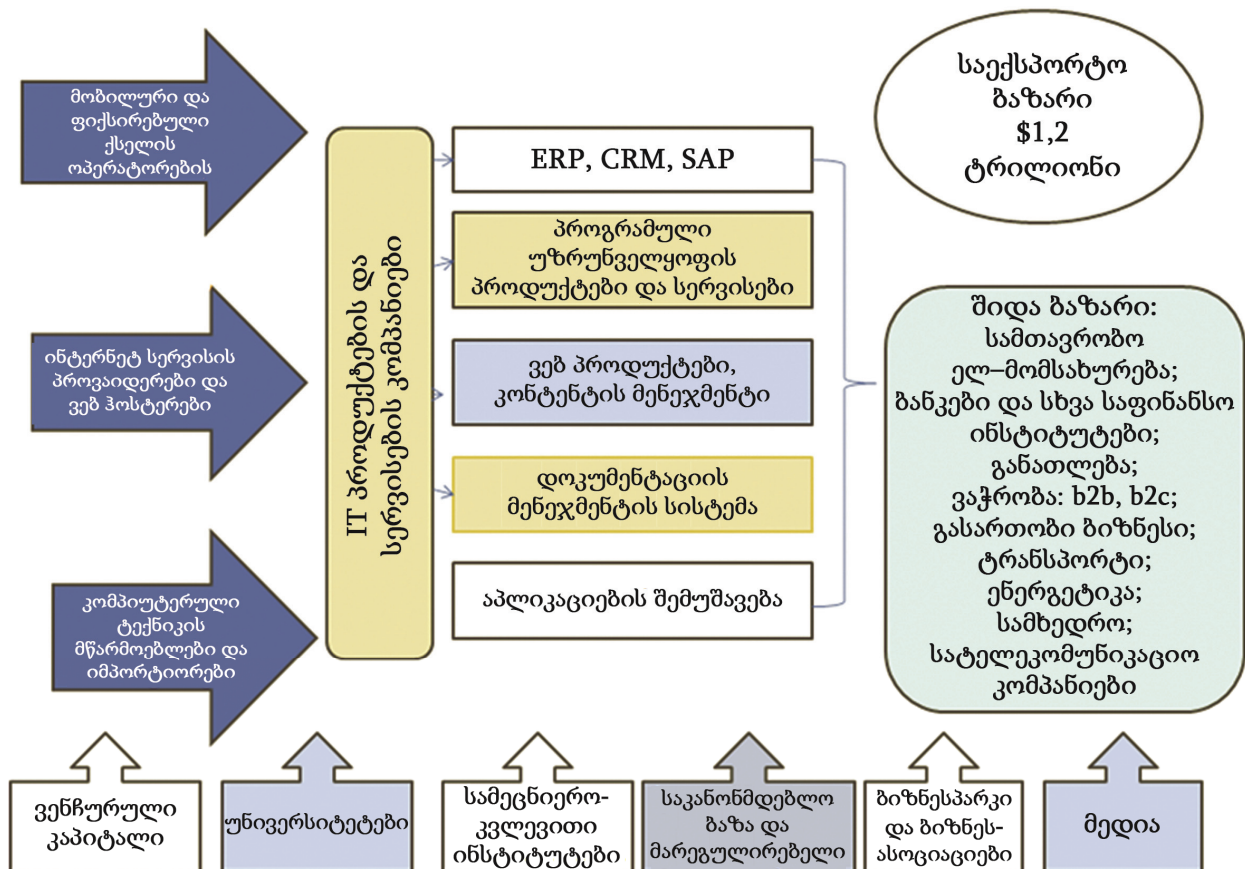 მობილური და
ფიქსირებული
ქსელის
ოპერატორების
ინტერნეტ სერვისის
პროვაიდერები და
ვებ ჰოსტერები
კომპიუტერული
ტექნიკის
მწარმოებლები და
იმპორტიორები
IT პროდუქტების და
სერვისების კომპანიები
ERP, CRM, SAP
პროგრამული
უზრუნველყოფის
პროდუქტები და სერვისები
ვებ პროდუქტები,
კონტენტის მენეჯმენტი
დოკუმენტაციის
მენეჯმენტის სისტემა
აპლიკაციების შემუშავება
საექსპორტო
ბაზარი
$1,2
ტრილიონი
შიდა ბაზარი:
სამთავრობო
ელ–მომსახურება;
ბანკები და სხვა საფინანსო
ინსტიტუტები;
განათლება;
ვაჭრობა: b2b, b2c;
გასართობი ბიზნესი;
ტრანსპორტი;
ენერგეტიკა;
სამხედრო;
სატელეკომუნიკაციო
კომპანიები
ვენჩურული
კაპიტალი
უნივერსიტეტები
სამეცნიერო-
კვლევითი
ინსტიტუტები
საკანონმდებლო
ბაზა და
მარეგულირებელი
ბიზნესპარკი
და ბიზნეს-
ასოციაციები
მედია